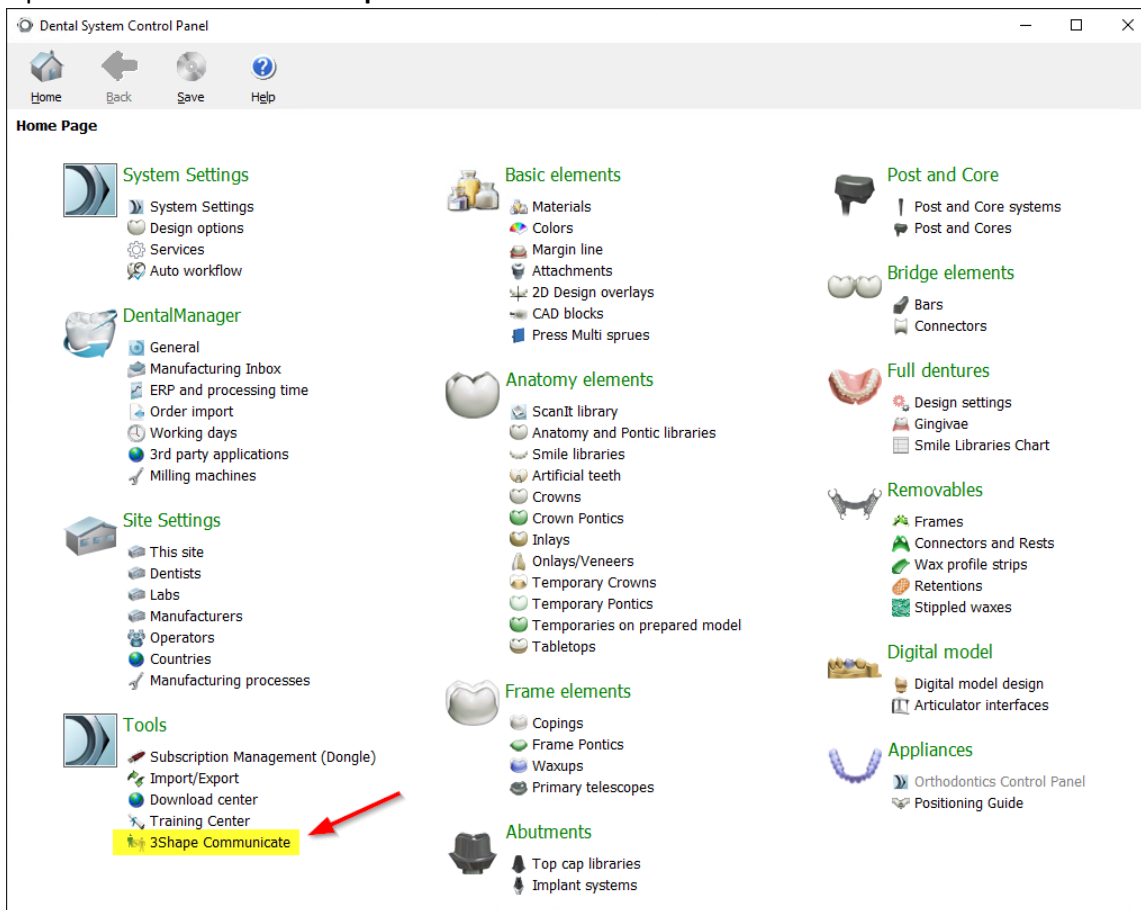 Dental System Control Panel
Home
Back
Save
Help
Home Page
System Settings
System Settings
Design options
Services
Auto workflow
DentalManager
General
Manufacturing Inbox
ERP and processing time
Order import
Working days
3rd party applications
Milling machines
Site Settings
This site
Dentists
Labs
Manufacturers
Operators
Countries
Manufacturing processes
Tools
Subscription Management (Dongle)
Import/Export
Download center
Training Center
3Shape Communicate
Basic elements
Materials
Colors
Margin line
Attachments
2D Design overlays
CAD blocks
Press Multi sprues
Anatomy elements
ScanIt library
Anatomy and Pontic libraries
Smile libraries
Artificial teeth
Crowns
Crown Pontics
Inlays
Onlays/Veneers
Temporary Crowns
Temporary Pontics
Temporaries on prepared model
Tabletops
Frame elements
Copings
Frame Pontics
Waxups
Primary telescopes
Abutments
Top cap libraries
Implant systems
Post and Core
Post and Core systems
Post and Cores
Bridge elements
Bars
Connectors
Full dentures
Design settings
Gingivae
Smile Libraries Chart
Removables
Frames
Connectors and Rests
Wax profile strips
Retentions
Stippled waxes
Digital model
Digital model design
Articulator interfaces
Appliances
Orthodontics Control Panel
Positioning Guide